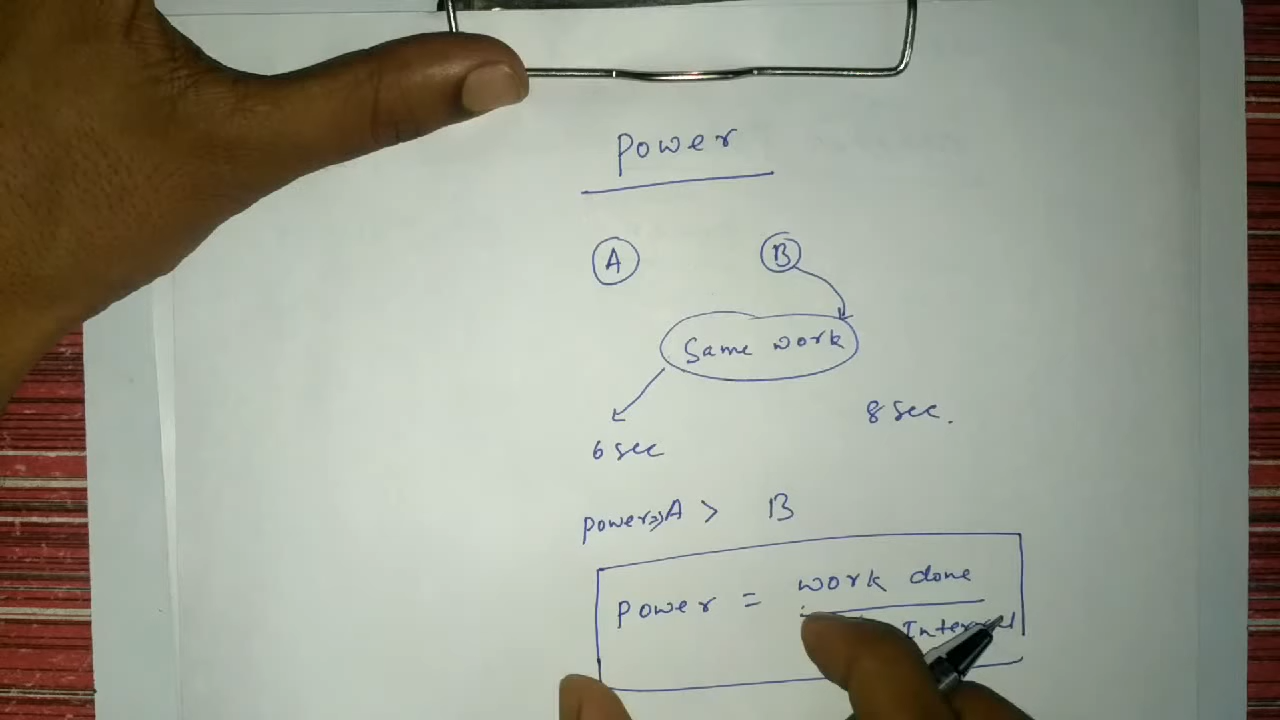 Power
A B
Same work
8 sec.
6 sec
power⇒A > B
work done
Power =
Interval